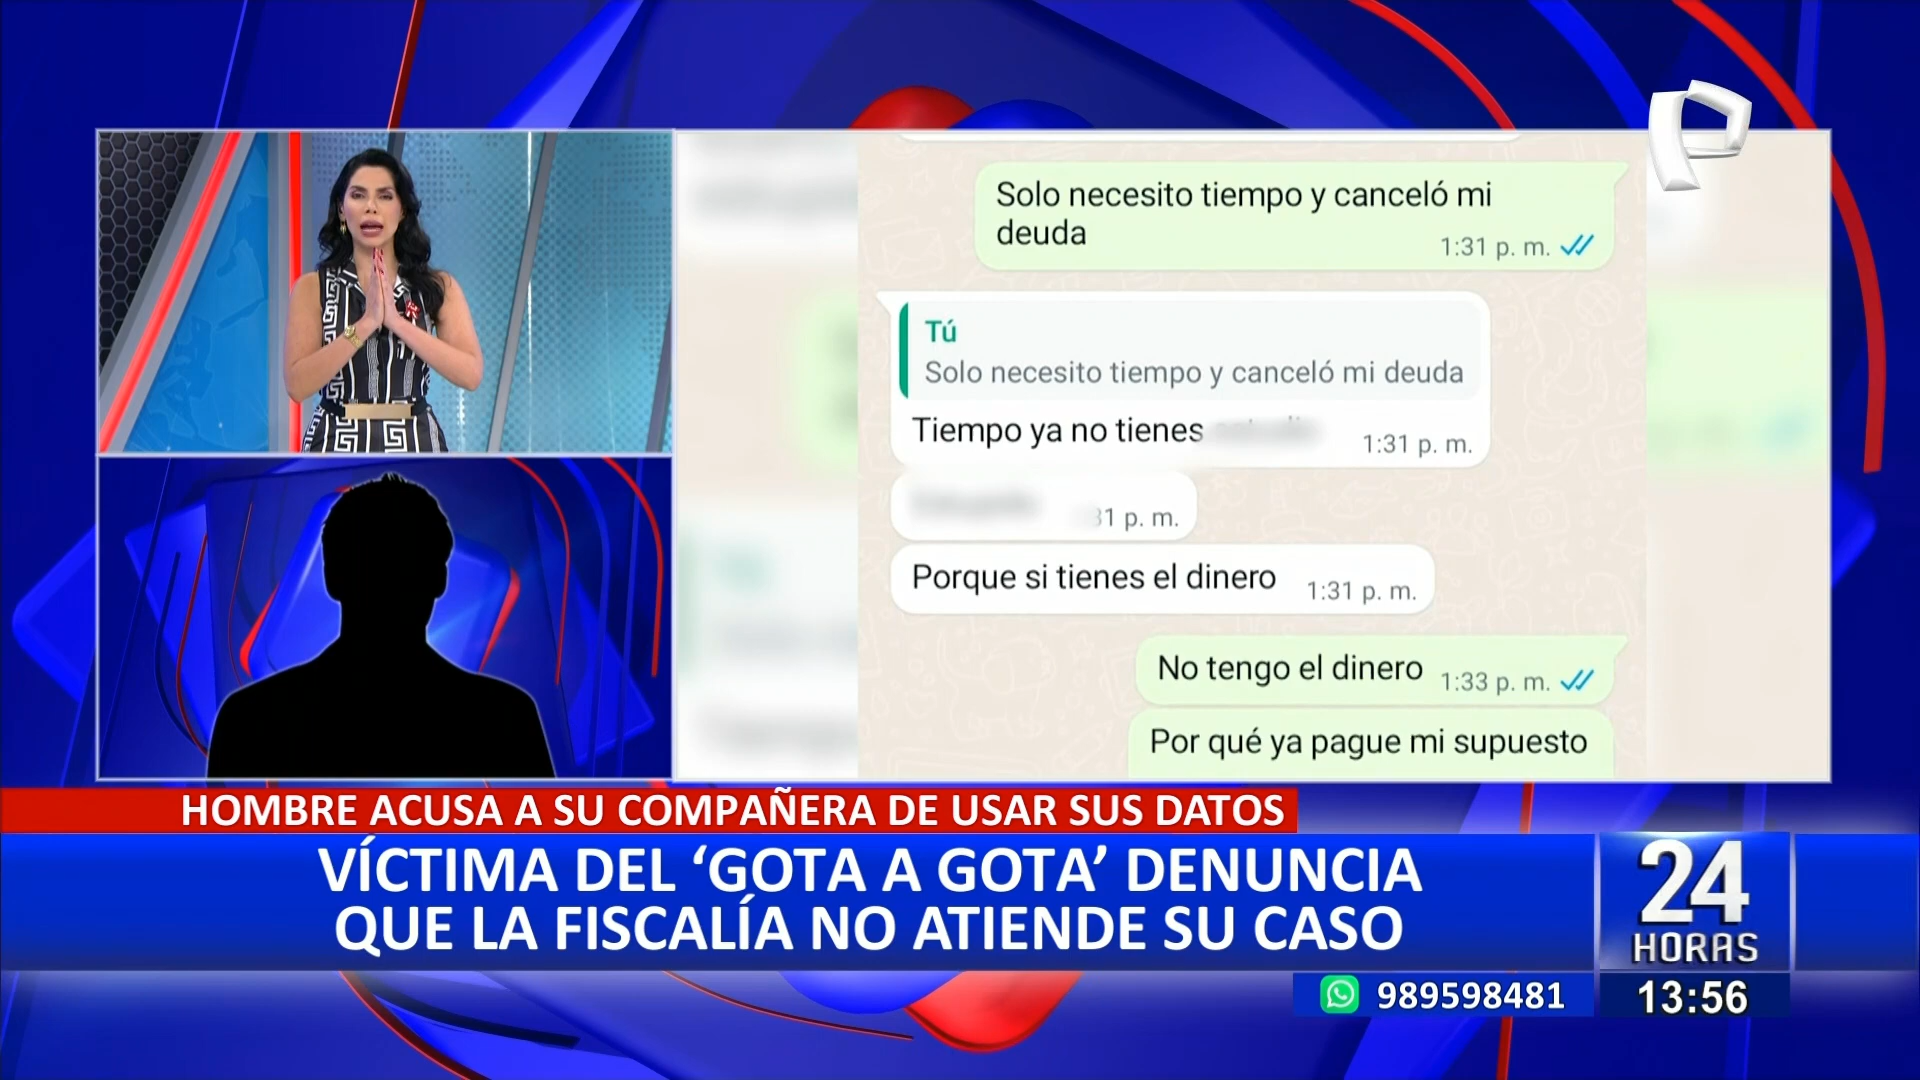 Solo necesito tiempo y canceló mi
deuda
1:31 p. m.
Tú
Solo necesito tiempo y canceló mi deuda
Tiempo ya no tienes
1:31 p. m.
31 p. m.
Porque si tienes el dinero
1:31 p. m.
No tengo el dinero
1:33 p. m.
Por qué ya pague mi supuesto
HOMBRE ACUSA A SU COMPAÑERA DE USAR SUS DATOS
VÍCTIMA DEL ‘GOTA A GOTA’ DENUNCIA
QUE LA FISCALÍA NO ATIENDE SU CASO
24
HORAS
989598481
13:56